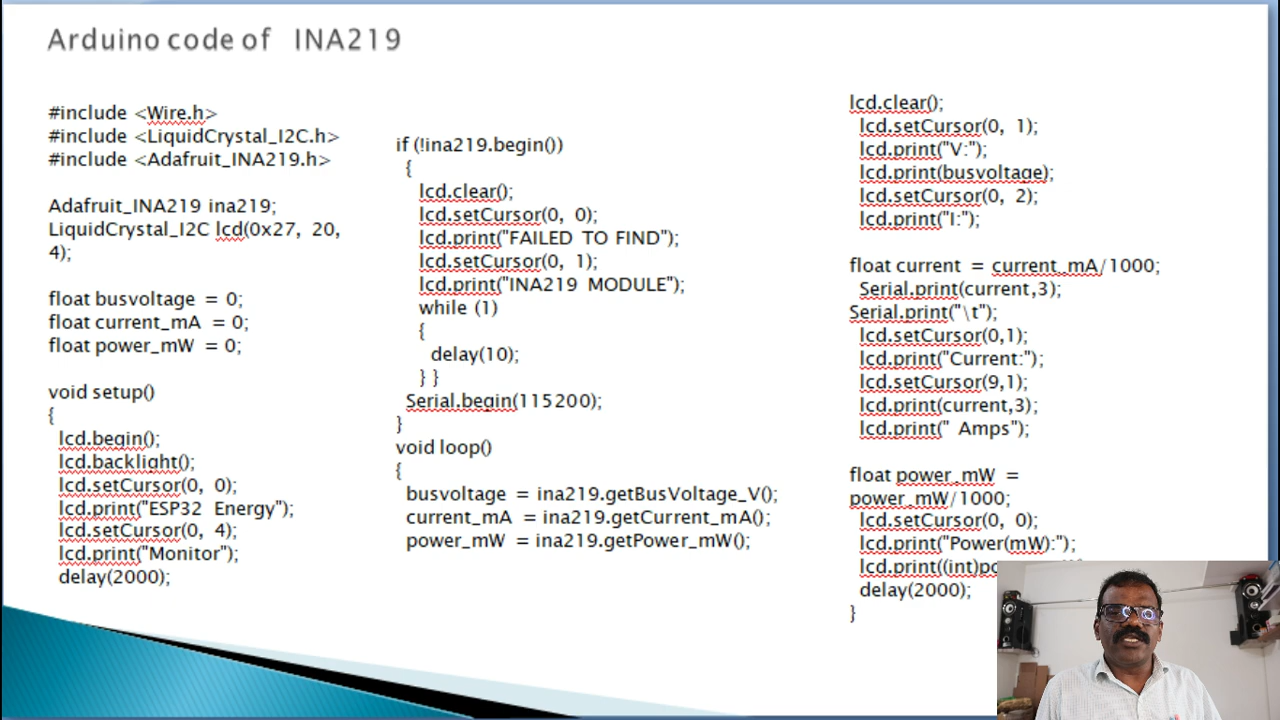 Arduino code of INA219
#include <Wire.h>
#include <LiquidCrystal_I2C.h>
#include <Adafruit_INA219.h>
Adafruit_INA219 ina219;
LiquidCrystal_I2C lcd(0x27, 20,
4);
float busvoltage = 0;
float current_mA = 0;
float power_mW = 0;
void setup()
{
lcd.begin();
lcd.backlight();
lcd.setCursor(0, 0);
lcd.print("ESP32 Energy");
lcd.setCursor(0, 4);
lcd.print("Monitor");
delay(2000);
if (!ina219.begin())
{
lcd.clear();
lcd.setCursor(0, 0);
lcd.print("FAILED TO FIND");
lcd.setCursor(0, 1);
lcd.print("INA219 MODULE");
while (1)
{
delay(10);
} }
Serial.begin(115200);
}
void loop()
{
busvoltage = ina219.getBusVoltage_V();
current_mA = ina219.getCurrent_mA();
power_mW = ina219.getPower_mW();
lcd.clear();
lcd.setCursor(0, 1);
lcd.print("V:");
lcd.print(busvoltage);
lcd.setCursor(0, 2);
lcd.print("I:");
float current = current_mA/1000;
Serial.print(current,3);
Serial.print("\t");
lcd.setCursor(0,1);
lcd.print("Current:");
lcd.setCursor(9,1);
lcd.print(current,3);
lcd.print(" Amps");
float power_mW =
power_mW/1000;
lcd.setCursor(0, 0);
lcd.print("Power(mW):");
lcd.print((int)
delay(2000);
}